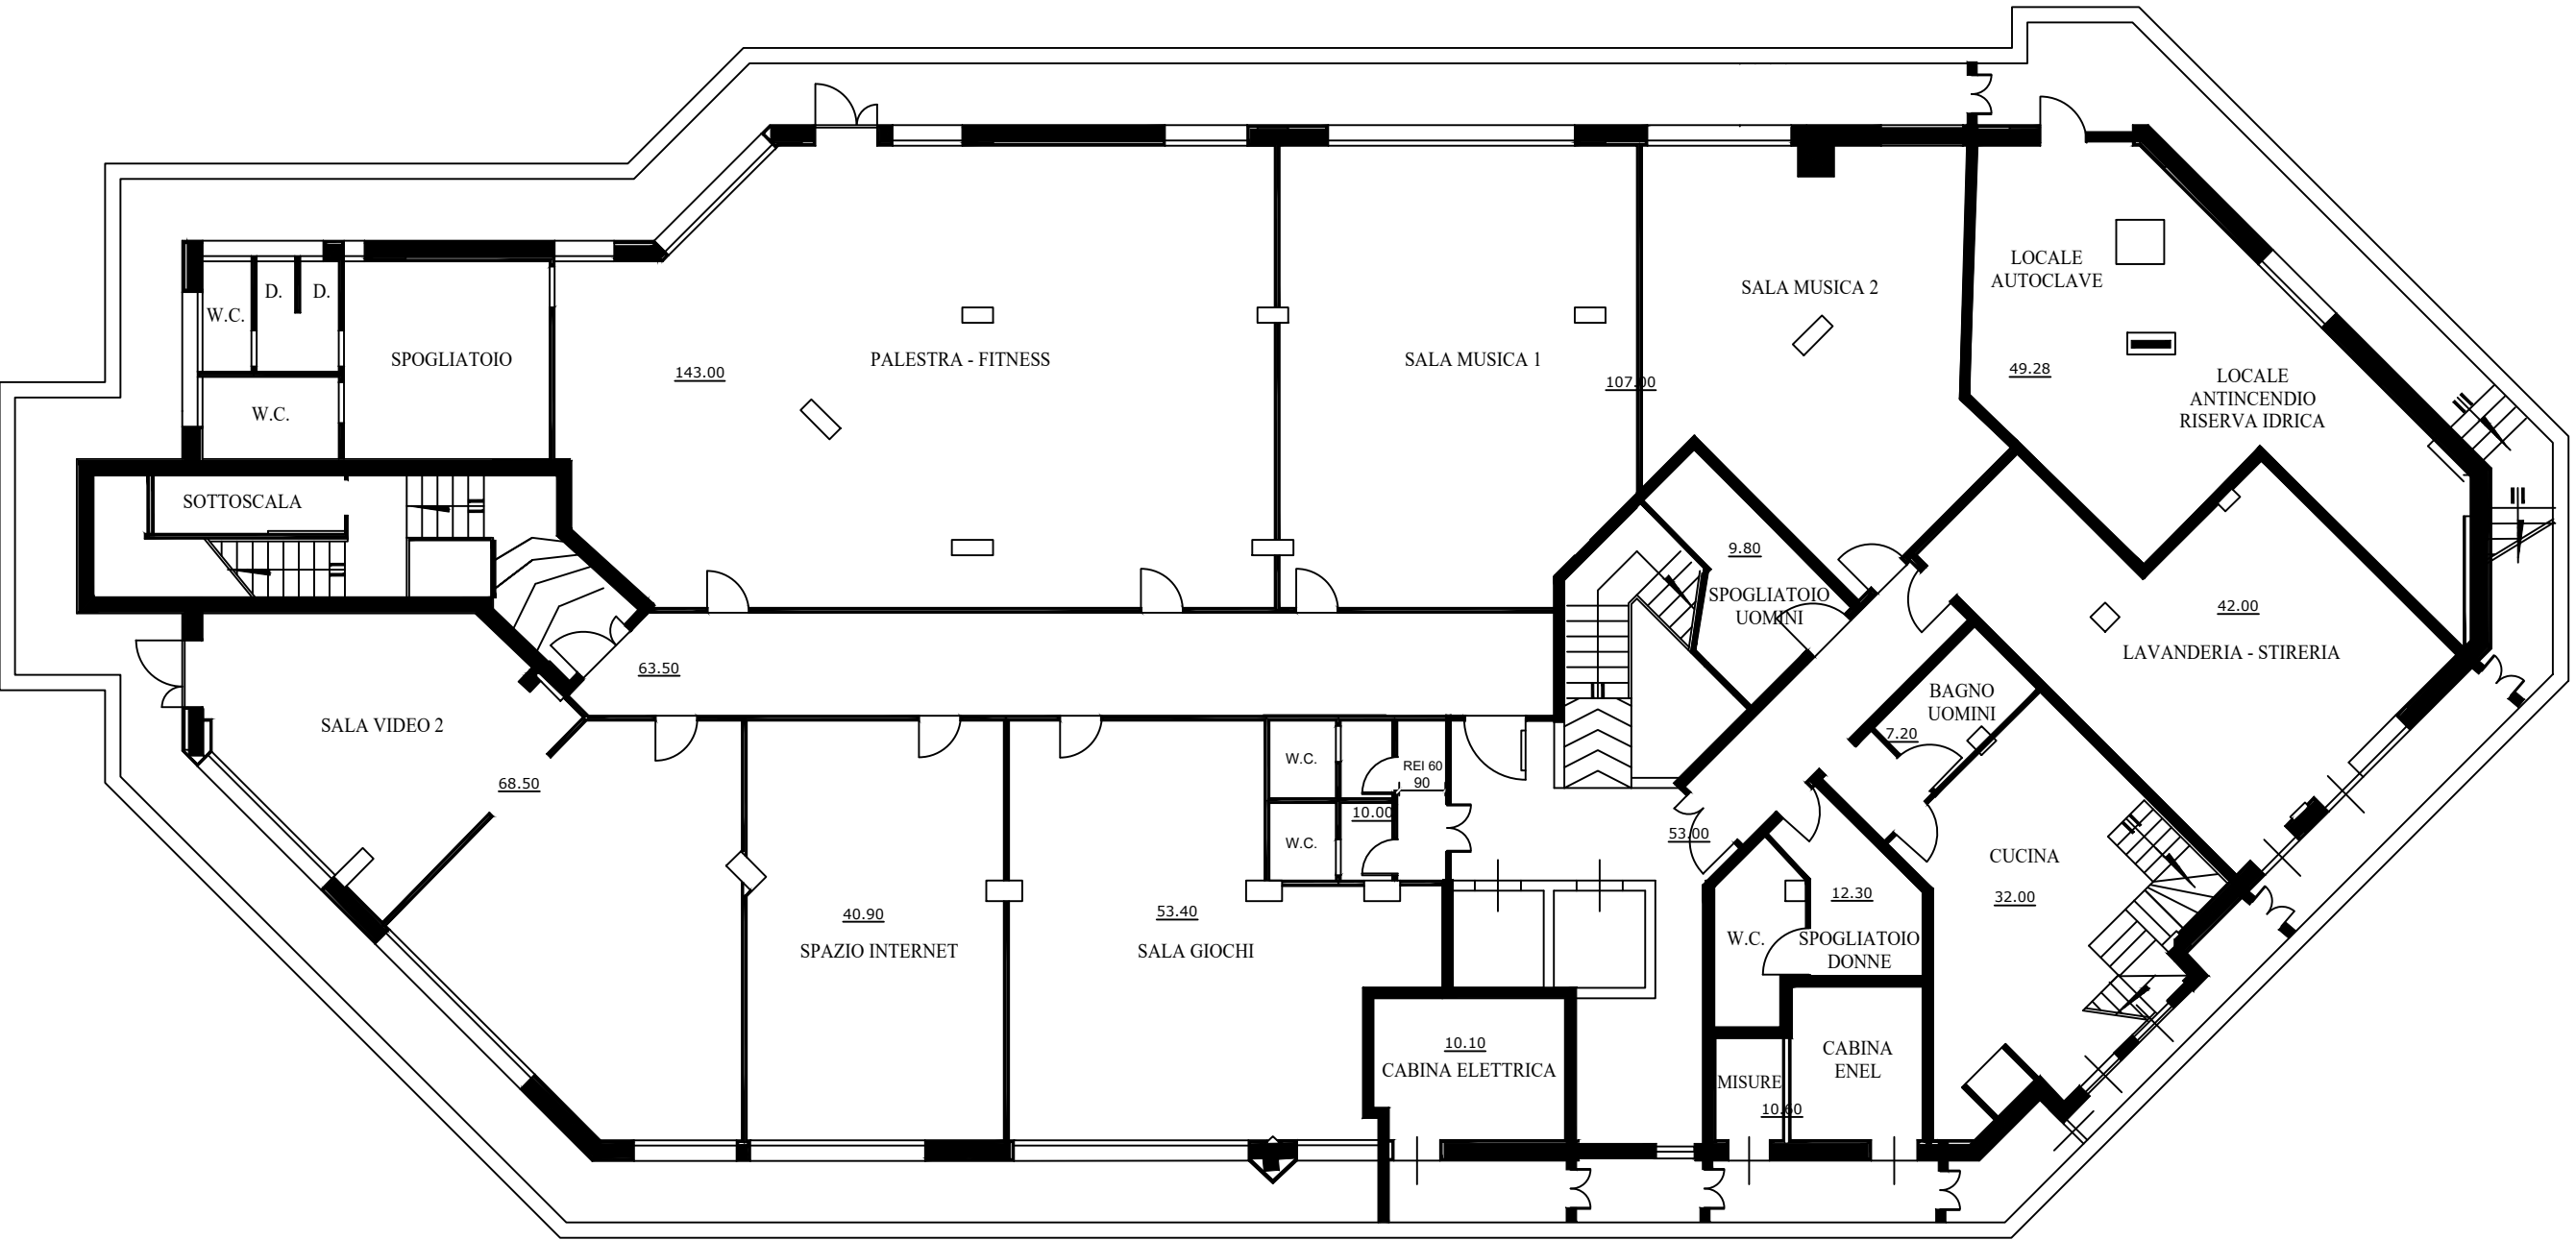 D.
D.
W.C.
SPOGLIATOIO
W.C.
SOTTOSCALA
143.00
PALESTRA - FITNESS
SALA MUSICA 1
107.00
SALA MUSICA 2
LOCALE
AUTOCLAVE
49.28
LOCALE
ANTINCENDIO
RISERVA IDRICA
9.80
SPOGLIATOIO
UOMINI
42.00
LAVANDERIA - STIRERIA
63.50
SALA VIDEO 2
68.50
BAGNO
UOMINI
7.20
W.C.
REI 60
90
10.00
W.C.
53.00
CUCINA
32.00
40.90
SPAZIO INTERNET
53.40
SALA GIOCHI
12.30
W.C.
SPOGLIATOIO
DONNE
10.10
CABINA ELETTRICA
CABINA
ENEL
MISURE
10.60